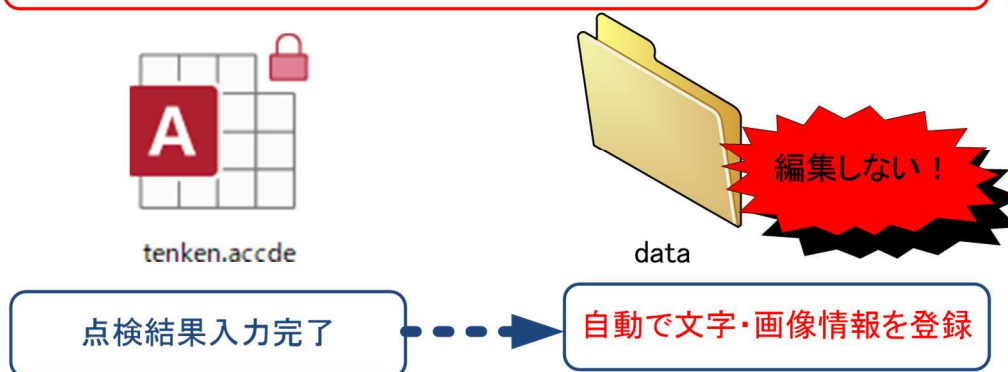 A
編集しない！
tenken.accde
data
点検結果入力完了
自動で文字・画像情報を登録